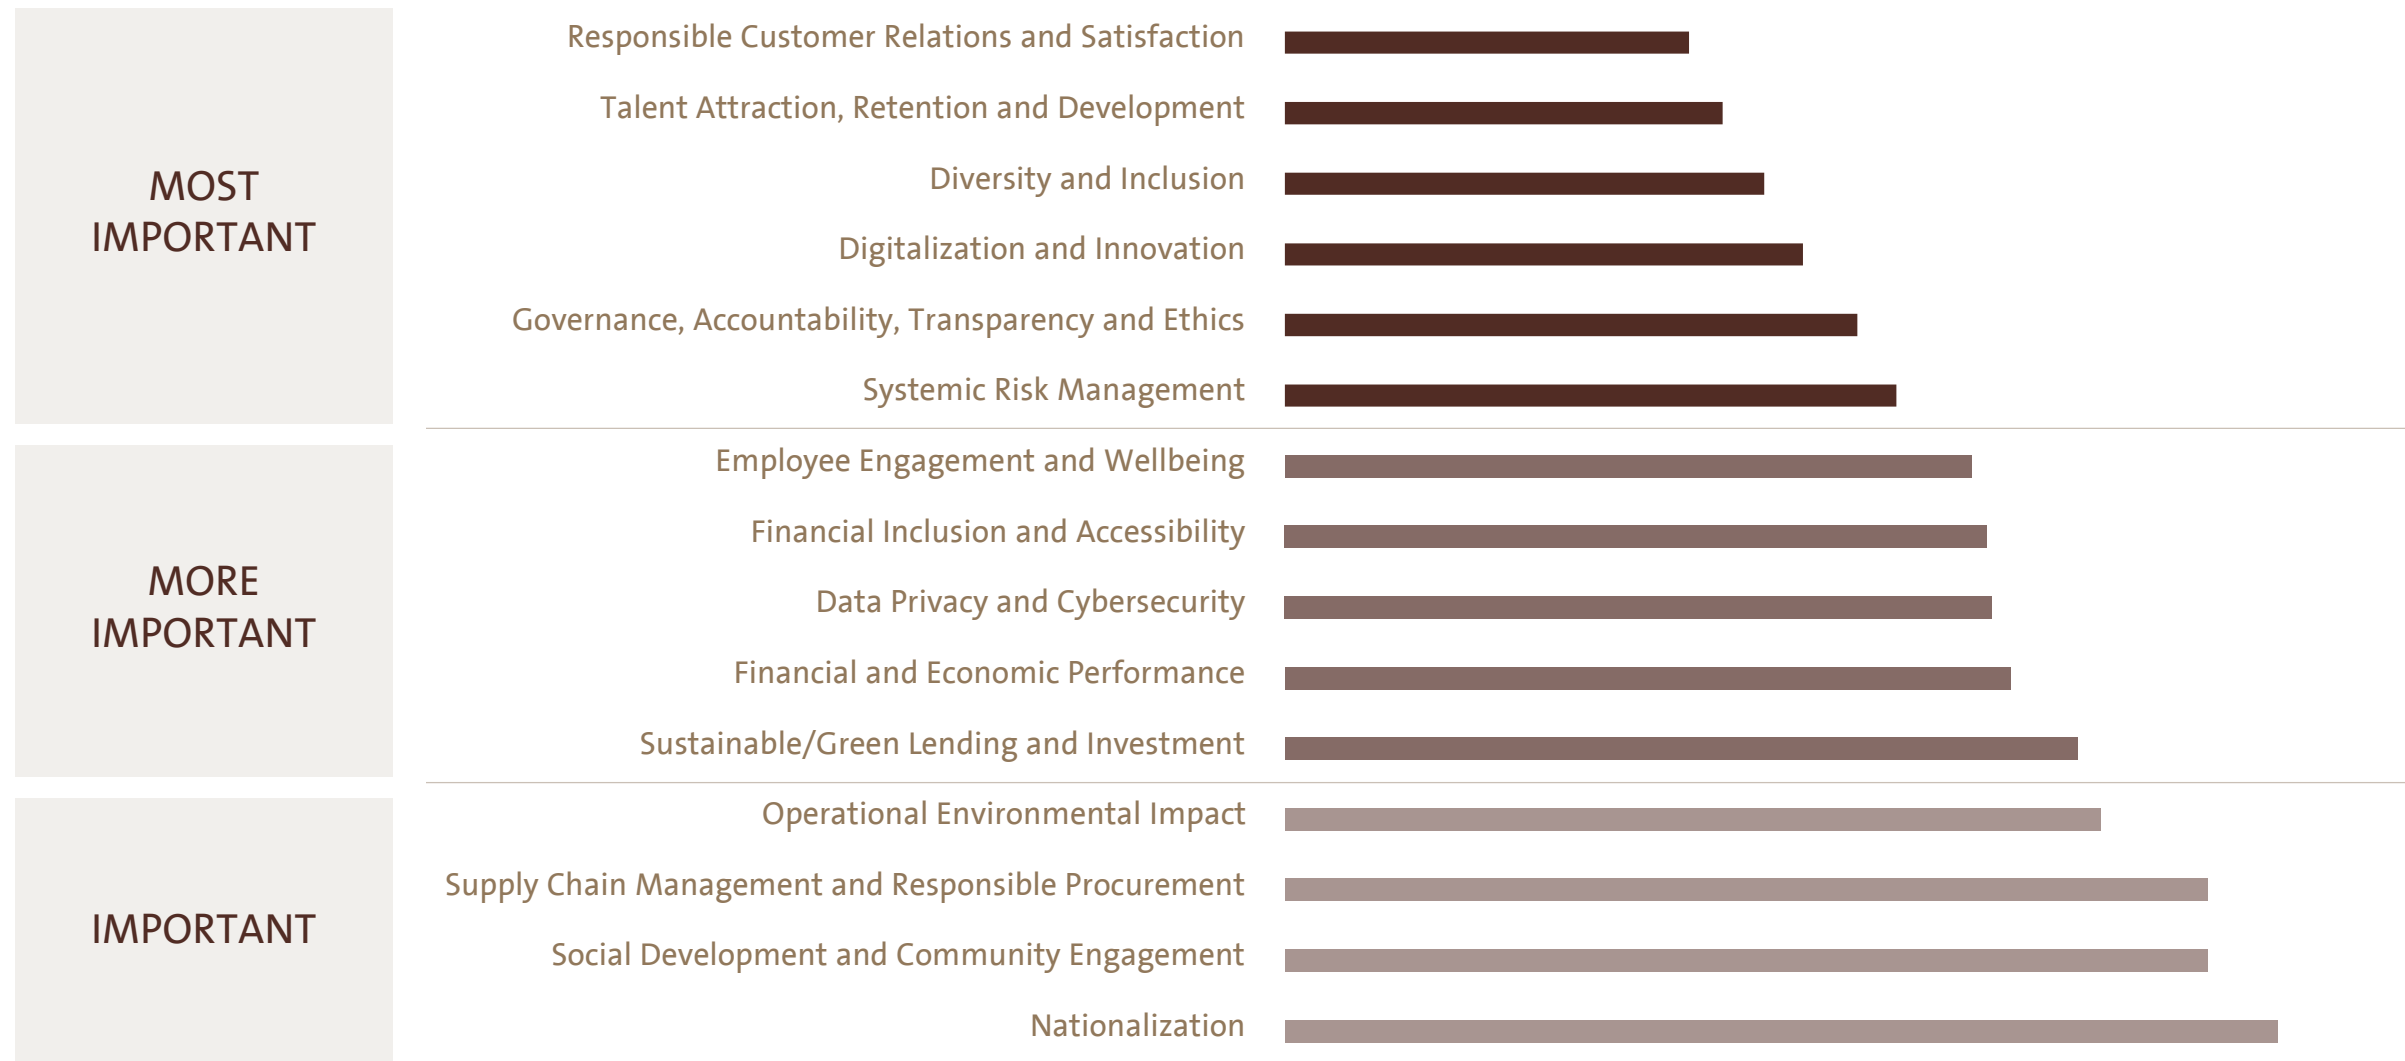 MOST
IMPORTANT
Responsible Customer Relations and Satisfaction
Talent Attraction, Retention and Development
Diversity and Inclusion
Digitalization and Innovation
Governance, Accountability, Transparency and Ethics
Systemic Risk Management
MORE
IMPORTANT
Employee Engagement and Wellbeing
Financial Inclusion and Accessibility
Data Privacy and Cybersecurity
Financial and Economic Performance
Sustainable/Green Lending and Investment
IMPORTANT
Operational Environmental Impact
Supply Chain Management and Responsible Procurement
Social Development and Community Engagement
Nationalization